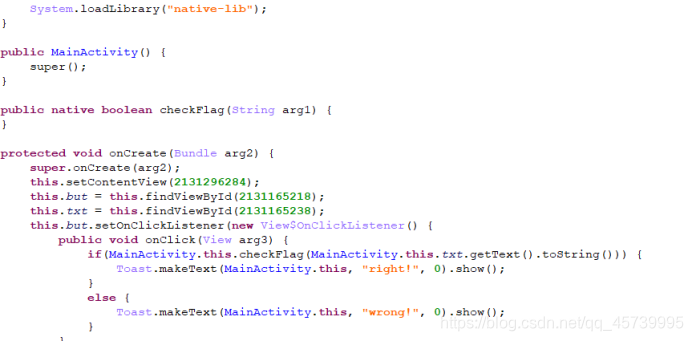 System.loadLibrary("native-lib");
}
public MainActivity() {
super();
}
public native boolean checkFlag(String arg1) {
}
protected void onCreate(Bundle arg2) {
super.onCreate(arg2);
this.setContentView(2131296284);
this.but = this.findViewById(2131165218);
this.txt = this.findViewById(2131165238);
this.but.setOnClickListener(new View$OnClickListener() {
public void onClick(View arg3) {
if(MainActivity.this.checkFlag(MainActivity.this.txt.getText().toString())) {
Toast.makeText(MainActivity.this, "right!", 0).show();
}
else {
Toast.makeText(MainActivity.this, "wrong!", 0).show();
}
}
https://blog.csdn.net/qq_45739995